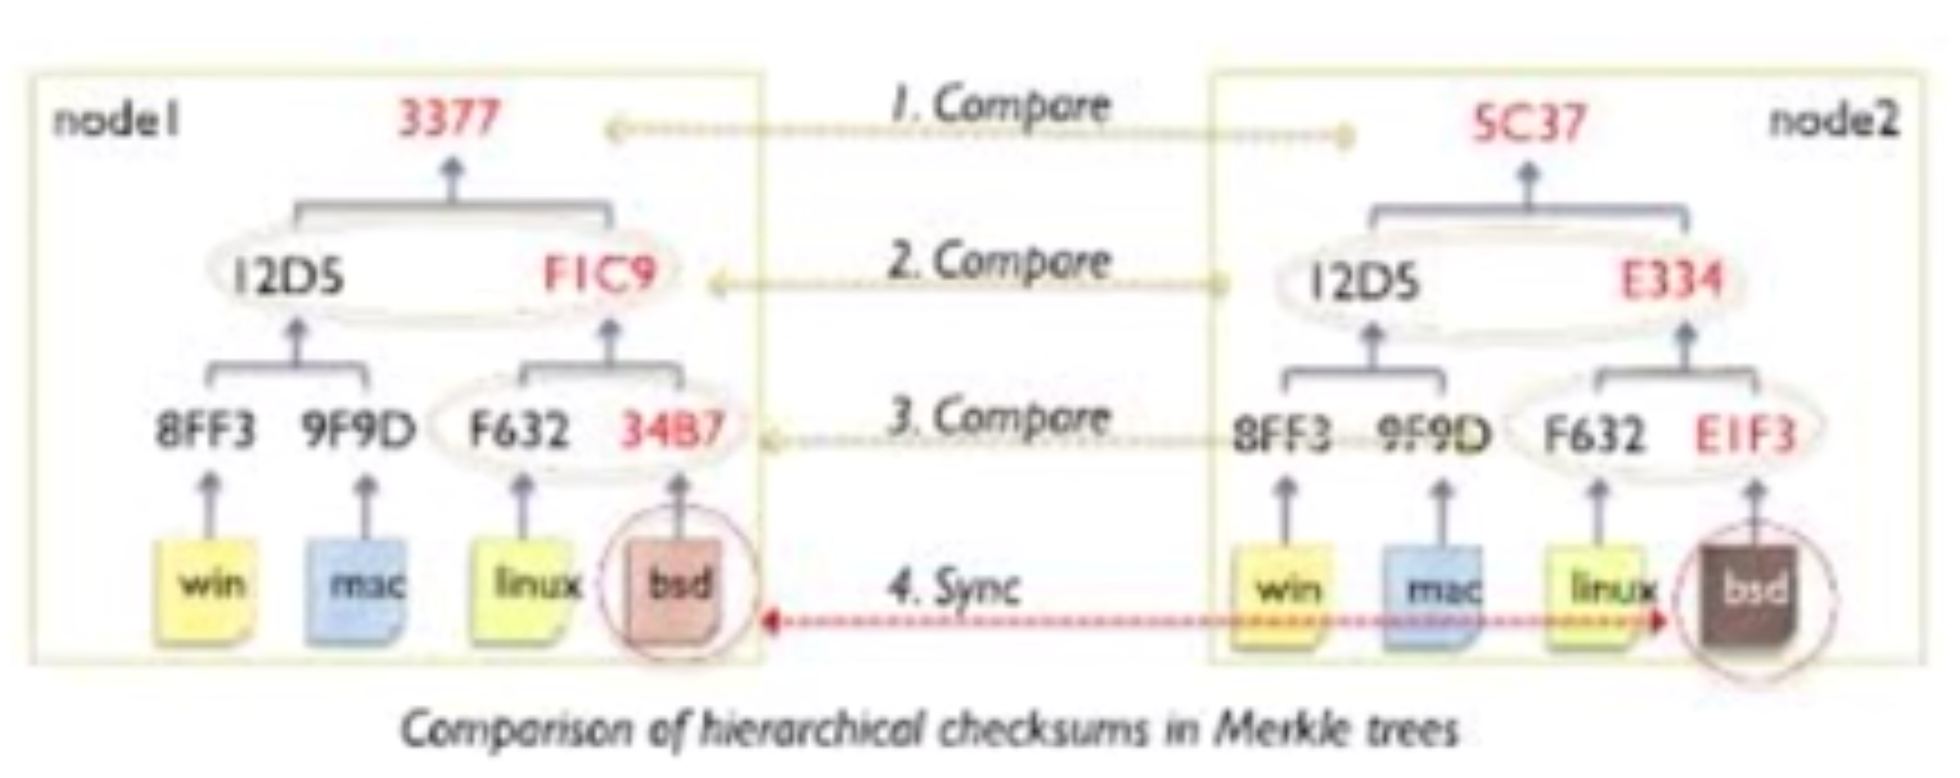 node1 3377 1. Compare 5C37 node2
12D5 F1C9 2. Compare 12D5 E334
8FF3 9F9D F632 34B7 3. Compare 8FF3 9F9D F632 E1F3
win mac linux bsd 4. Sync win mac linux bsd
Comparison of hierarchical checksums in Merkle trees